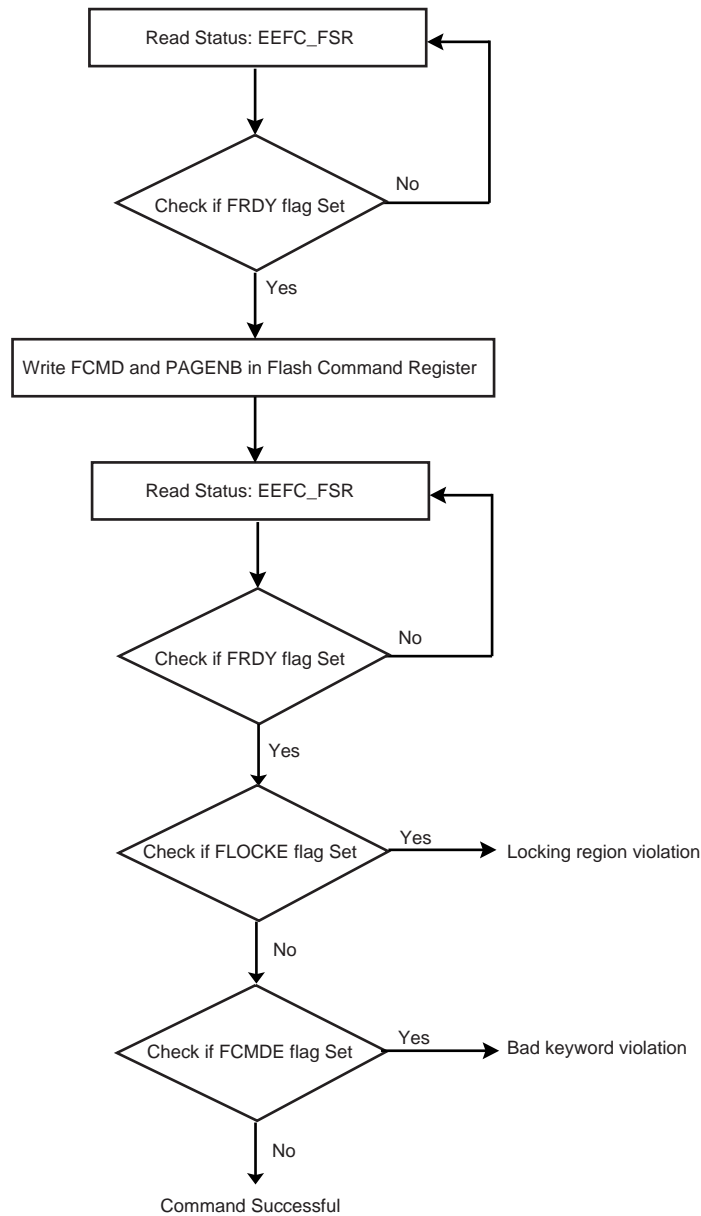 Read Status: EEFC_FSR
No
Check if FRDY flag Set
Yes
Write FCMD and PAGENB in Flash Command Register
Read Status: EEFC_FSR
No
Check if FRDY flag Set
Yes
Check if FLOCKE flag Set
Yes
Locking region violation
No
Check if FCMDE flag Set
Yes
Bad keyword violation
No
Command Successful